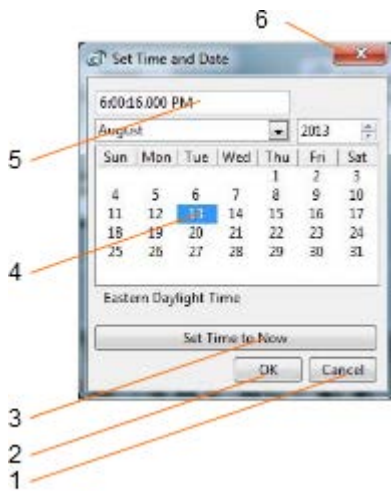 6
Set Time and Date
6:00:16.000 PM
August 2013
5
Sun Mon Tue Wed Thu Fri Sat
1 2 3
4 5 6 7 8 9 10
11 12 13 14 15 16 17
18 19 20 21 22 23 24
25 26 27 28 29 30 31
4
Eastern Daylight Time
Set Time to Now
OK Cancel
3
2
1